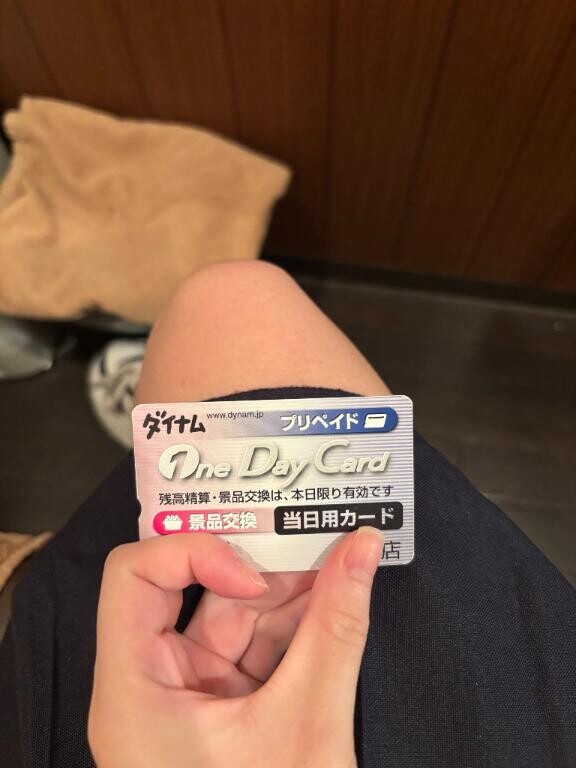 ダイナム www.dynam.jp プリペイド
One Day Card
残高精算・景品交換は、本日限り有効です
景品交換 当日用カード
店